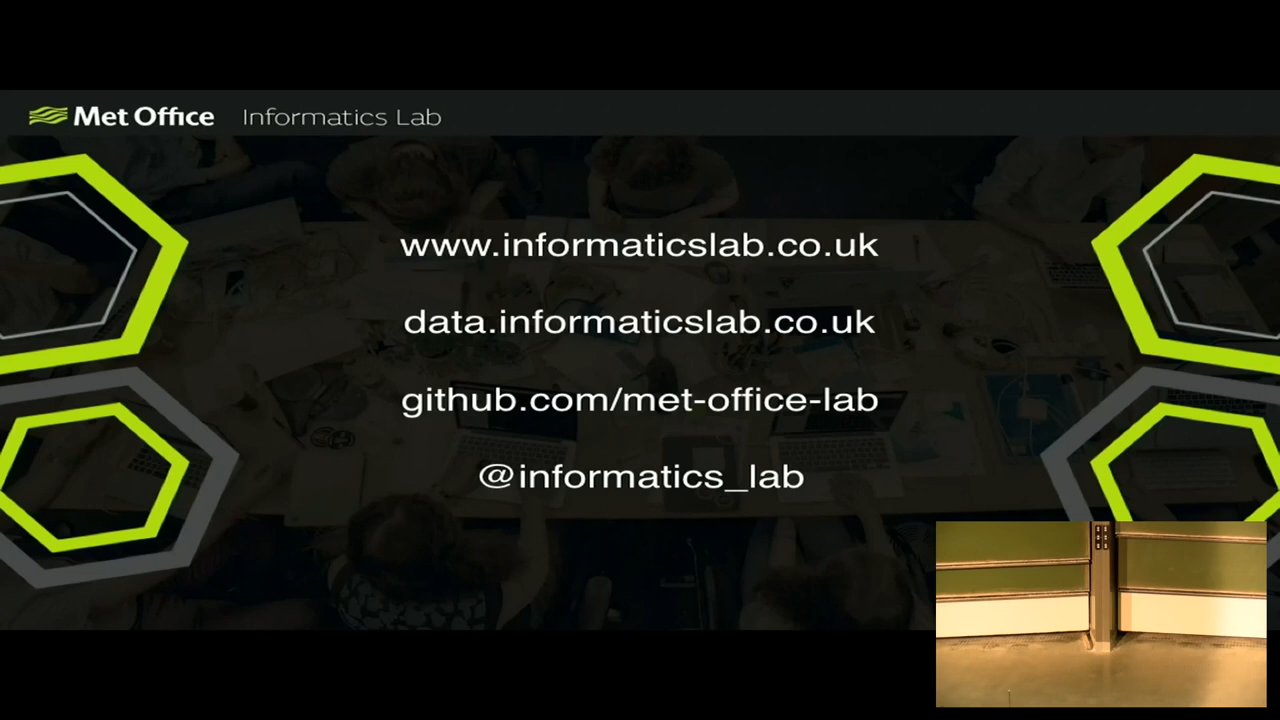 Met Office Informatics Lab
www.informaticslab.co.uk
data.informaticslab.co.uk
github.com/met-office-lab
@informatics_lab